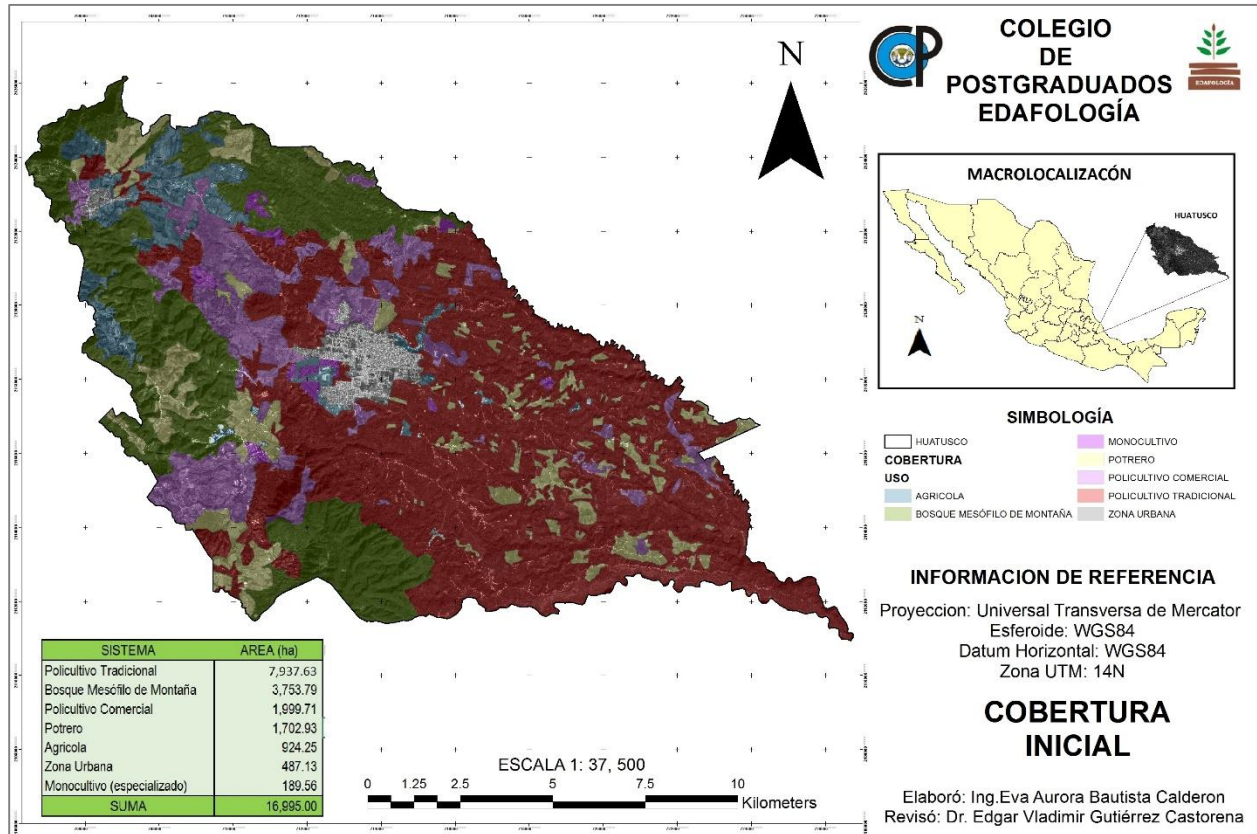 N
SISTEMA AREA (ha)
Policultivo Tradicional 7,937.63
Bosque Mesófilo de Montaña 3,753.79
Policultivo Comercial 1,999.71
Potrero 1,702.93
Agricola 924.25
Zona Urbana 487.13
Monocultivo (especializado) 189.56
SUMA 16,995.00
ESCALA 1: 37, 500
0 1.25 2.5 5 7.5 10
Kilometers
CP
COLEGIO
DE
POSTGRADUADOS
EDAFOLOGÍA
EDAFOLOGÍA
MACROLOCALIZACÓN
HUATUSCO
N
SIMBOLOGÍA
HUATUSCO
COBERTURA
USO
AGRICOLA
BOSQUE MESÓFILO DE MONTAÑA
MONOCULTIVO
POTRERO
POLICULTIVO COMERCIAL
POLICULTIVO TRADICIONAL
ZONA URBANA
INFORMACION DE REFERENCIA
Proyeccion: Universal Transversa de Mercator
Esferoide: WGS84
Datum Horizontal: WGS84
Zona UTM: 14N
COBERTURA
INICIAL
Elaboró: Ing.Eva Aurora Bautista Calderon
Revisó: Dr. Edgar Vladimir Gutiérrez Castorena